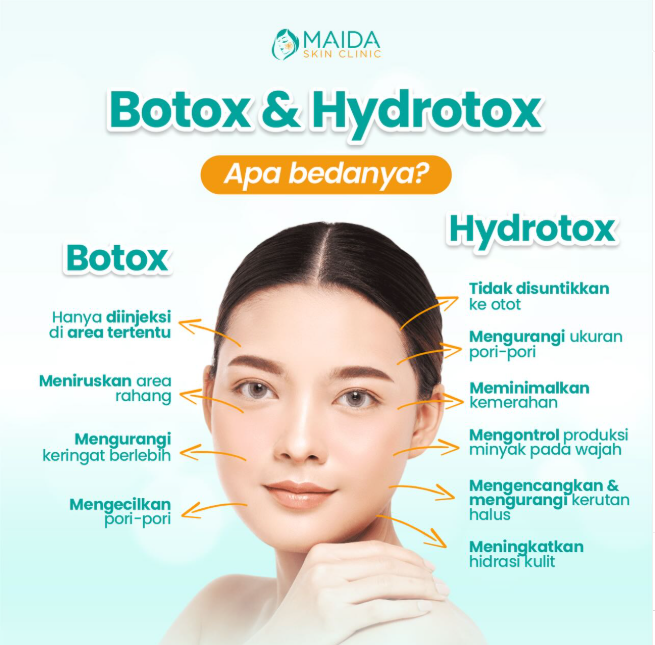 MAIDA
SKIN CLINIC
Botox & Hydrotox
Apa bedanya?
Botox
Hanya diinjeksi
di area tertentu
Meniruskan area
rahang
Mengurangi
keringat berlebih
Mengecilkan
pori-pori
Hydrotox
Tidak disuntikkan
ke otot
Mengurangi ukuran
pori-pori
Meminimalkan
kemerahan
Mengontrol produksi
minyak pada wajah
Mengencangkan &
mengurangi kerutan
halus
Meningkatkan
hidrasi kulit